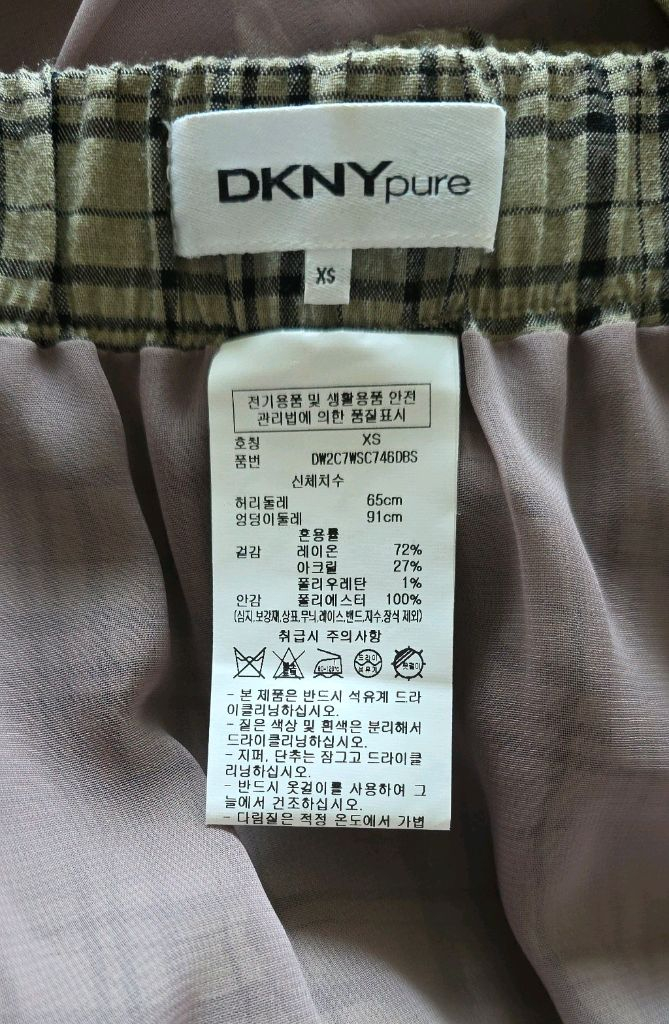 DKNYpure
XS
전기용품 및 생활용품 안전
관리법에 의한 품질표시
호칭 XS
품번 DW2C7WSC746DBS
신체치수
허리둘레 65cm
엉덩이둘레 91cm
혼용률
겉감 레이온 72%
아크릴 27%
폴리우레탄 1%
안감 폴리에스터 100%
(심지,보강재,상표,무늬,레이스,밴드,자수,장식 제외)
취급시 주의사항
80-120℃ 드라이
석유계
- 본 제품은 반드시 석유계 드라
이클리닝하십시오.
- 짙은 색상 및 흰색은 분리해서
드라이클리닝하십시오.
- 지퍼, 단추는 잠그고 드라이클
리닝하십시오.
- 반드시 옷걸이를 사용하여 그
늘에서 건조하십시오.
- 다림질은 적정 온도에서 가볍